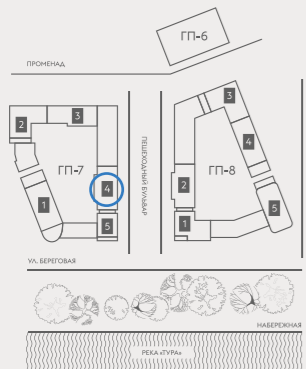 ГП-6
ПРОМЕНАД
3
2
ГП-7
4
1
5
ПЕШЕХОДНЫЙ БУЛЬВАР
3
4
ГП-8
2
5
1
УЛ. БЕРЕГОВАЯ
НАБЕРЕЖНАЯ
РЕКА «ТУРА»